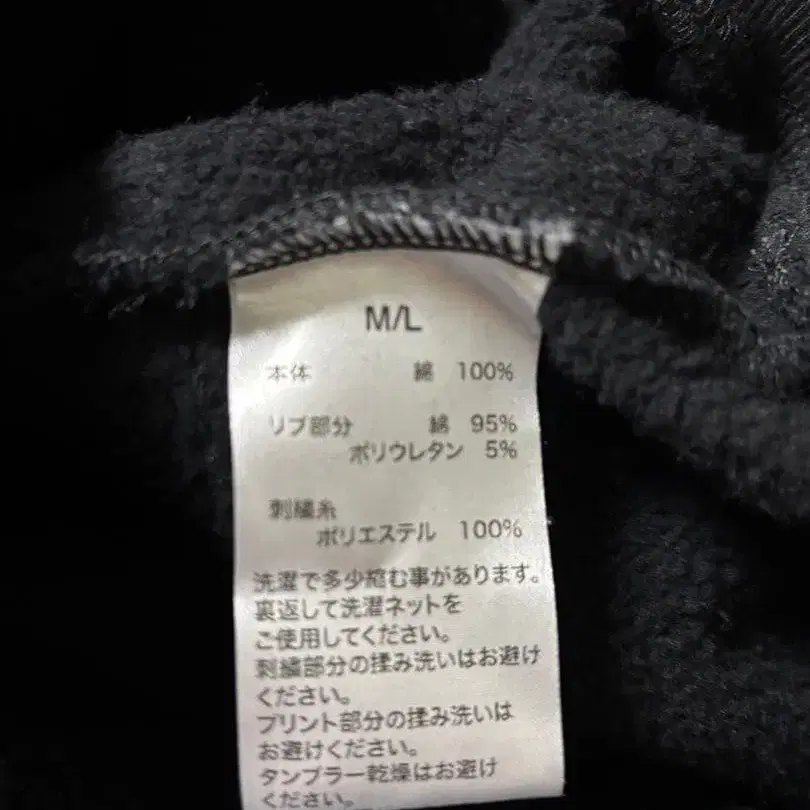 M/L
本体 綿 100%
リブ部分 綿 95%
ポリウレタン 5%
刺繍糸
ポリエステル 100%
洗濯で多少縮む事があります。
裏返して洗濯ネットを
ご使用してください。
刺繍部分の揉み洗いはお避け
ください。
プリント部分の揉み洗いは
お避けください。
タンブラー乾燥はお避け
ください。